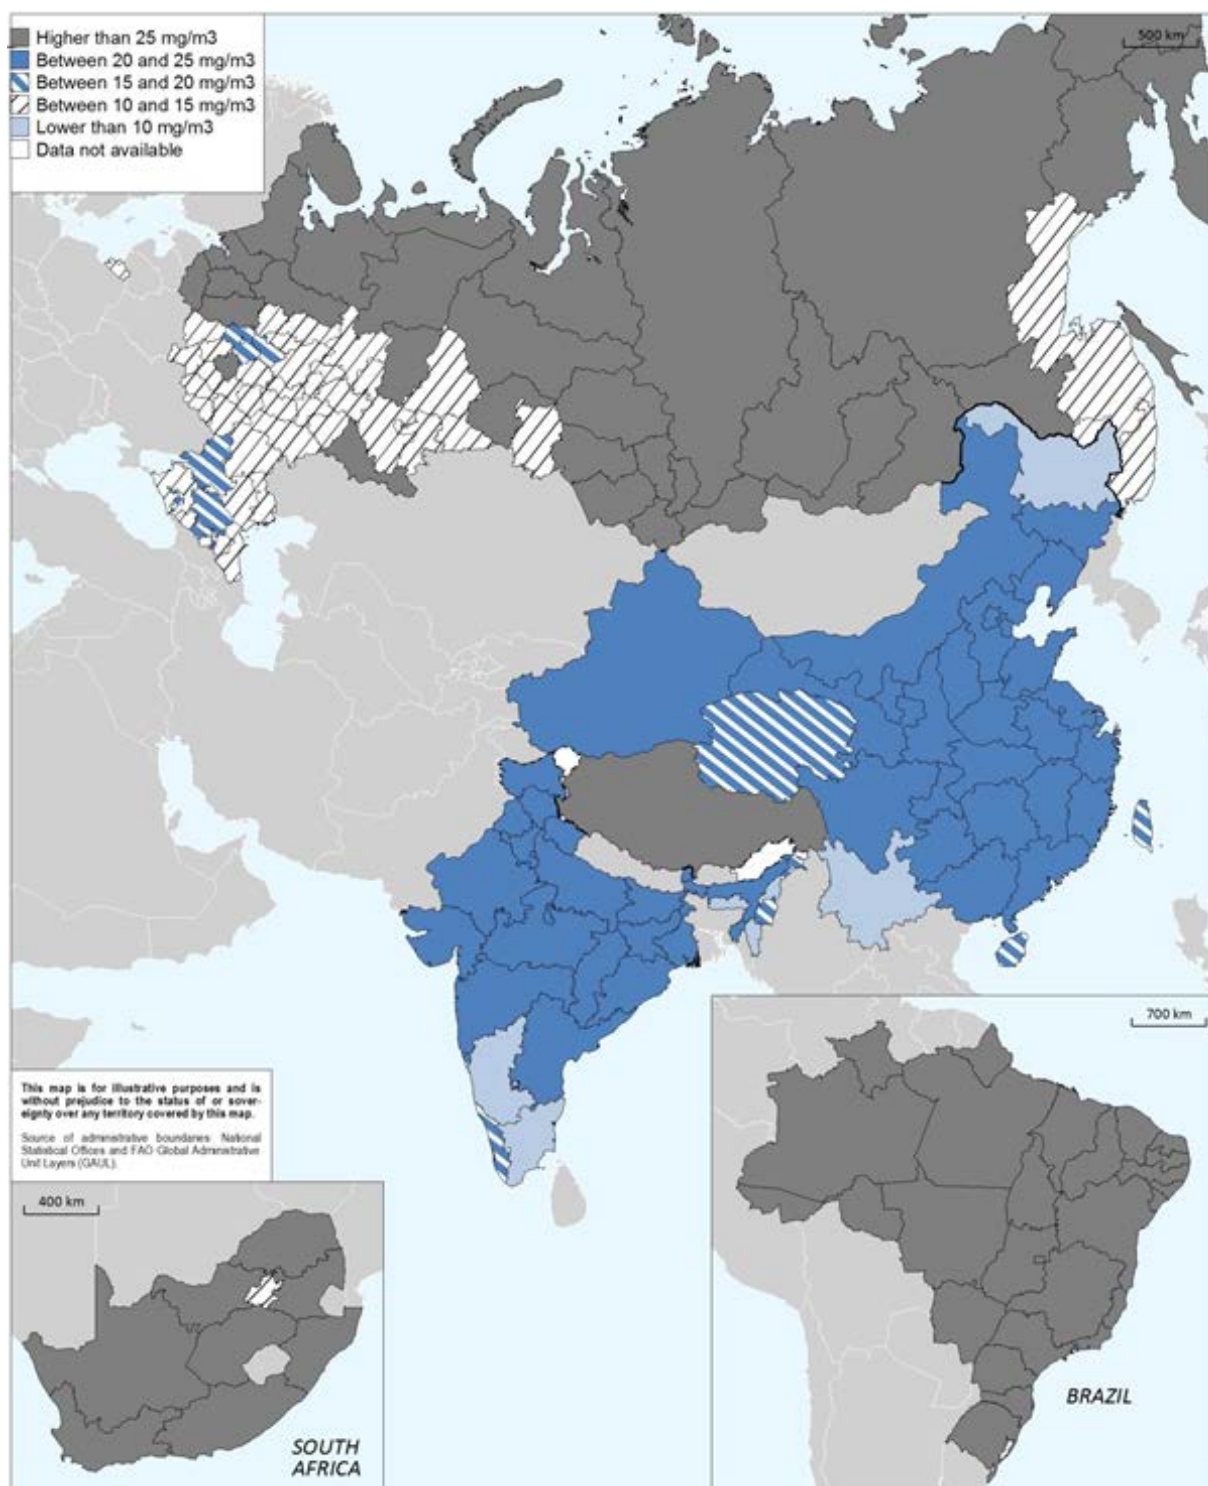 Higher than 25 mg/m3
Between 20 and 25 mg/m3
Between 15 and 20 mg/m3
Between 10 and 15 mg/m3
Lower than 10 mg/m3
Data not available
500 km
This map is for illustrative purposes and is
without prejudice to the status of or sover-
eignty over any territory covered by this map.
Source of administrative boundaries: National
Statistical Offices and FAO Global Administrative
Unit Layers (GAUL).
400 km
SOUTH
AFRICA
700 km
BRAZIL